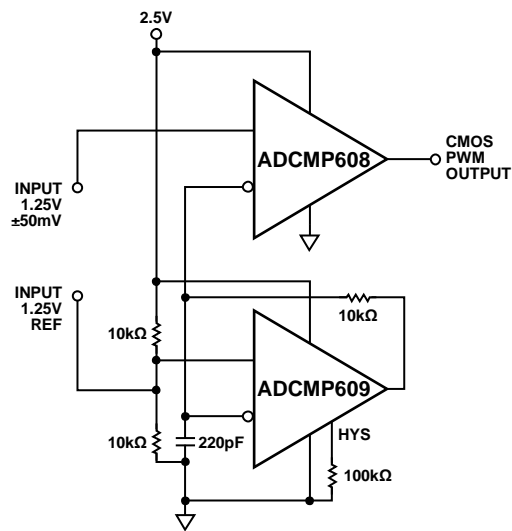 2.5V
ADCMP608
CMOS
PWM
OUTPUT
INPUT
1.25V
±50mV
INPUT
1.25V
REF
10kΩ
10kΩ
ADCMP609
10kΩ
220pF
HYS
100kΩ